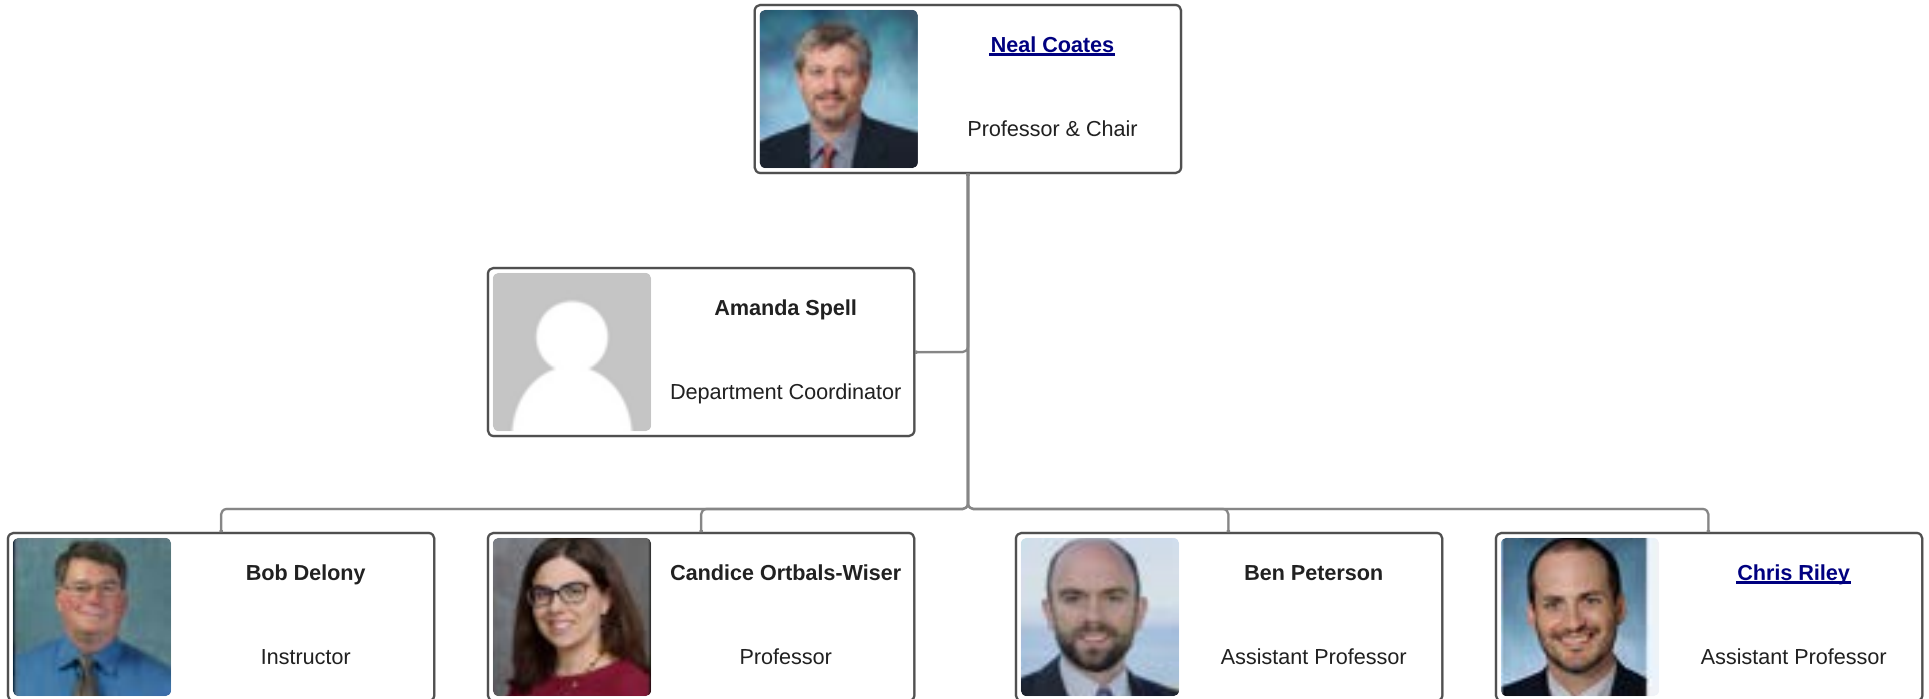 Neal Coates
Professor & Chair
Amanda Spell
Department Coordinator
Bob Delony
Instructor
Candice Ortbals-Wiser
Professor
Ben Peterson
Assistant Professor
Chris Riley
Assistant Professor